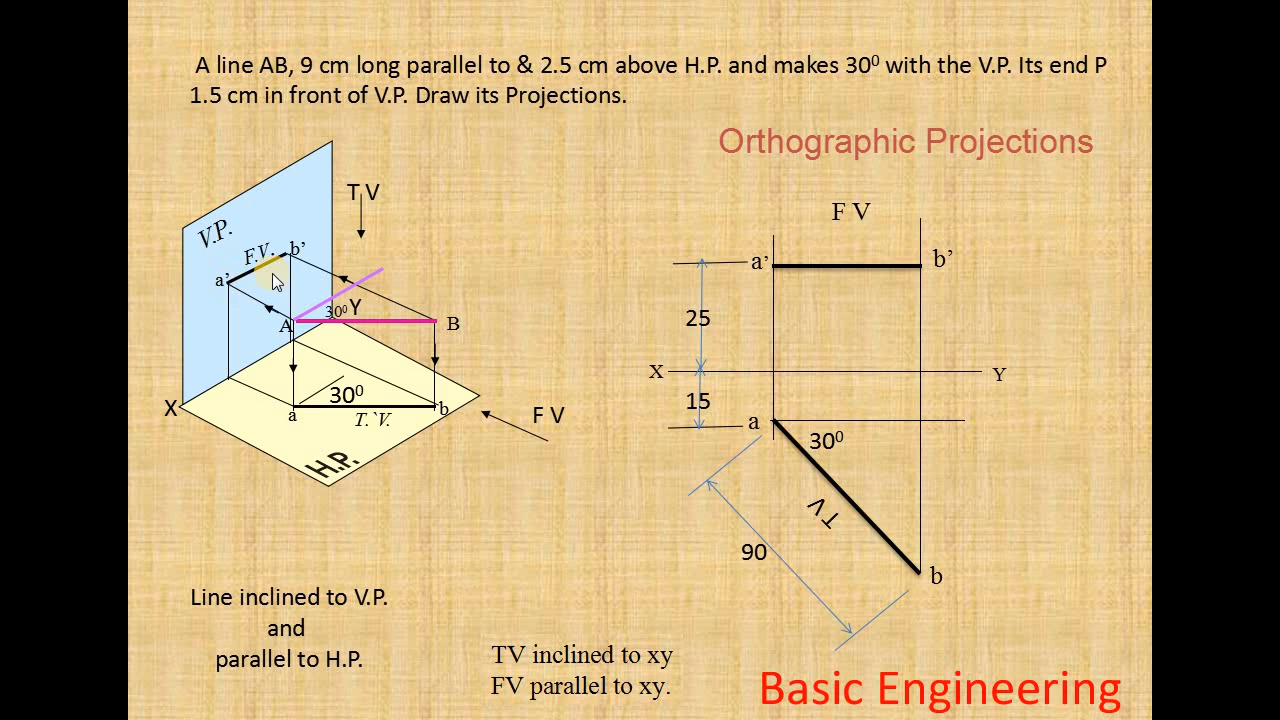 A line AB, 9 cm long parallel to & 2.5 cm above H.P. and makes 30⁰ with the V.P. Its end P
1.5 cm in front of V.P. Draw its Projections.
Orthographic Projections
T V
V.P.
F.V.
b’
a’
30⁰
Y
A
B
30⁰
X
a
b
T.`V.
F V
H.P.
F V
a’
b’
25
X
Y
15
a
30⁰
TV
90
b
Line inclined to V.P.
and
parallel to H.P.
TV inclined to xy
FV parallel to xy.
Basic Engineering